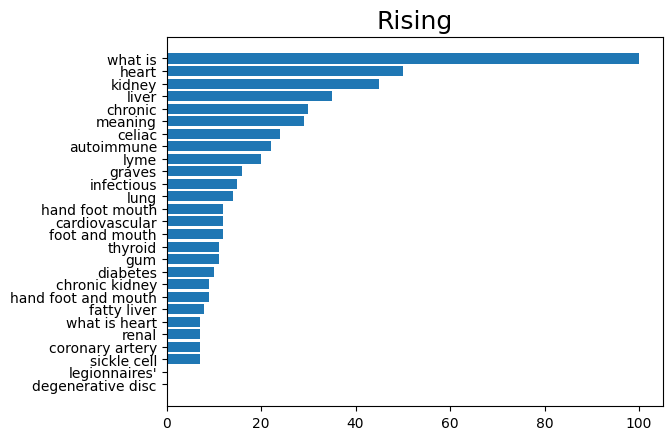 Rising
what is
heart
kidney
liver
chronic
meaning
celiac
autoimmune
lyme
graves
infectious
lung
hand foot mouth
cardiovascular
foot and mouth
thyroid
gum
diabetes
chronic kidney
hand foot and mouth
fatty liver
what is heart
renal
coronary artery
sickle cell
legionnaires'
degenerative disc
0 20 40 60 80 100